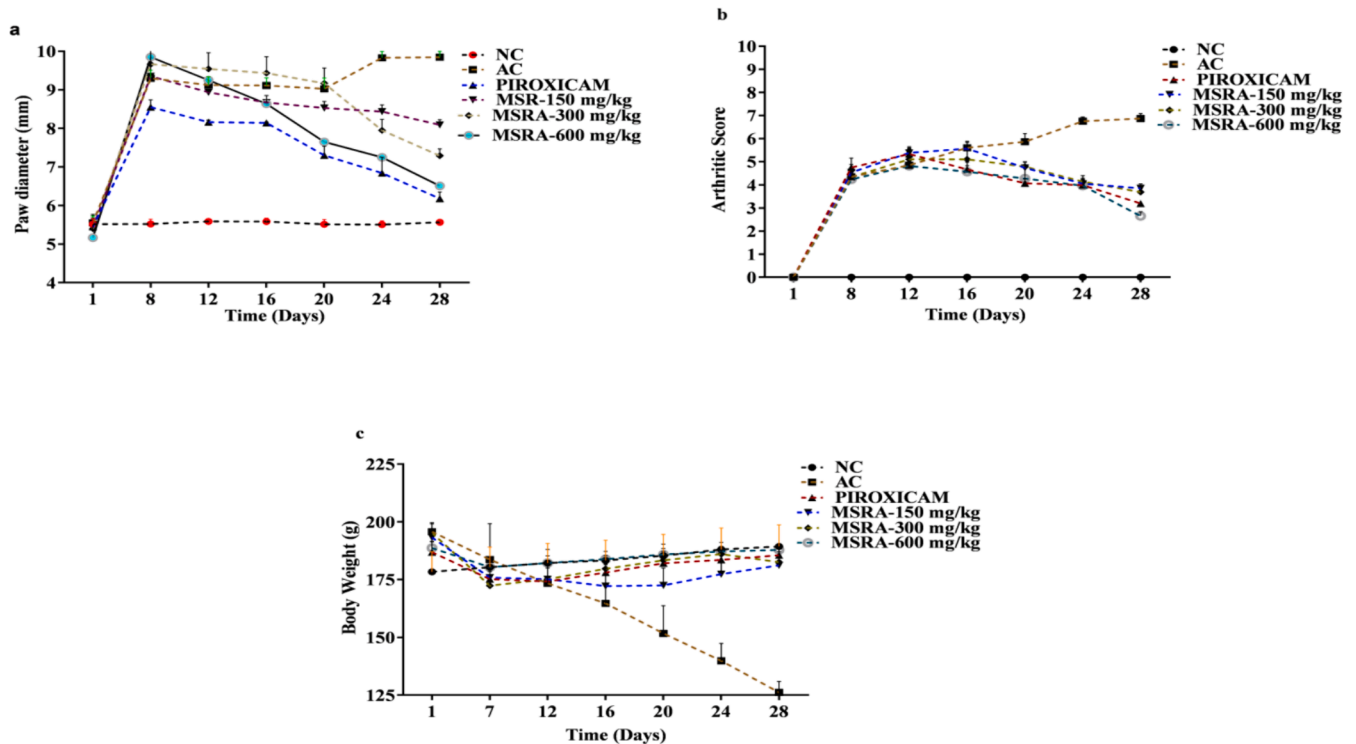 a
Paw diameter (mm)
10
9
8
7
6
5
4
1 8 12 16 20 24 28
Time (Days)
NC
AC
PIROXICAM
MSR-150 mg/kg
MSRA-300 mg/kg
MSRA-600 mg/kg
b
Arthritic Score
10
9
8
7
6
5
4
3
2
1
0
1 8 12 16 20 24 28
Time (Days)
NC
AC
PIROXICAM
MSRA-150 mg/kg
MSRA-300 mg/kg
MSRA-600 mg/kg
c
Body Weight (g)
225
200
175
150
125
1 7 12 16 20 24 28
Time (Days)
NC
AC
PIROXICAM
MSRA-150 mg/kg
MSRA-300 mg/kg
MSRA-600 mg/kg